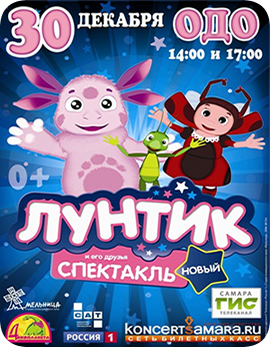 30 ДЕКАБРЯ ОДО
14:00 и 17:00
0+
ЛУНТИК
и его друзья
СПЕКТАКЛЬ
НОВЫЙ
МЕЛЬНИЦА
САТ
РОССИЯ 1
САМАРА
ГИС
ТЕЛЕКАНАЛ
KONCERTSAMARA.RU
СЕТЬ БИЛЕТНЫХ КАСС